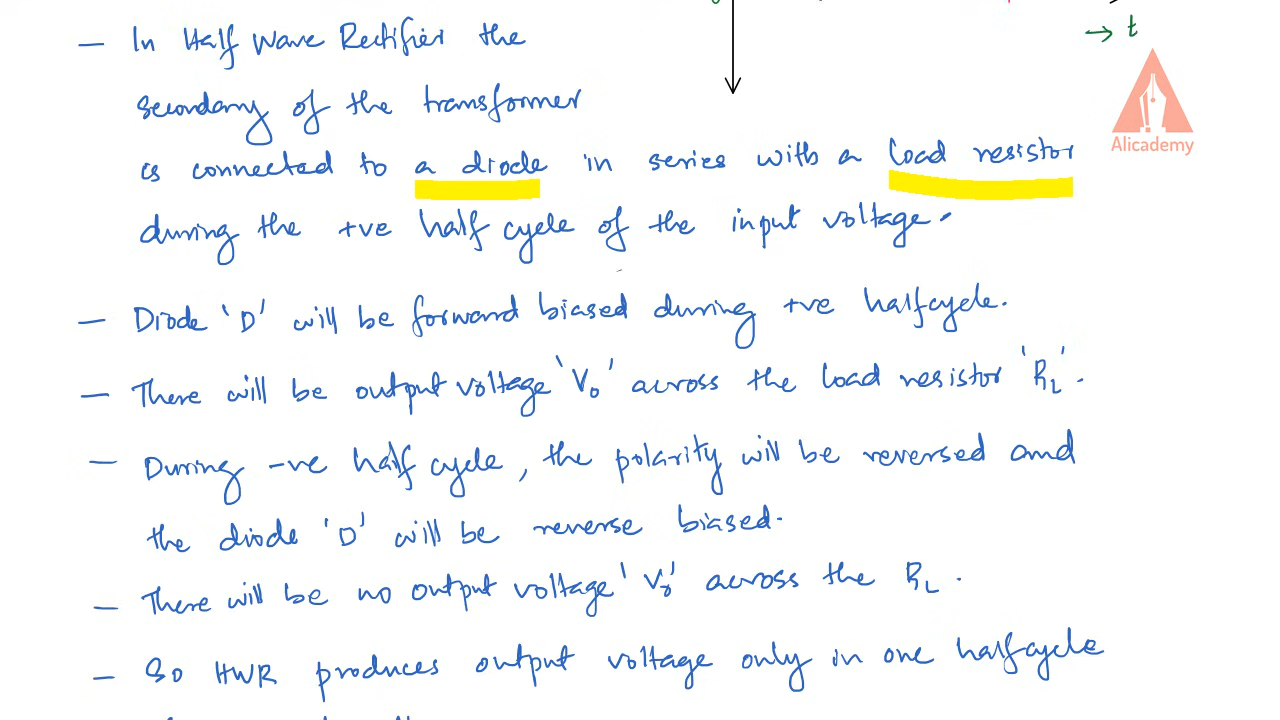 → t
– In Half Wave Rectifier the
secondary of the transformer
Alicademy
is connected to a diode in series with a load resistor
during the +ve half cycle of the input voltage.
– Diode 'D' will be forward biased during +ve halfcycle.
– There will be output voltage 'V₀' across the load resistor 'R_L'.
– During -ve half cycle, the polarity will be reversed and
the diode 'D' will be reverse biased.
– There will be no output voltage 'V₀' across the R_L.
– So HWR produces output voltage only in one halfcycle